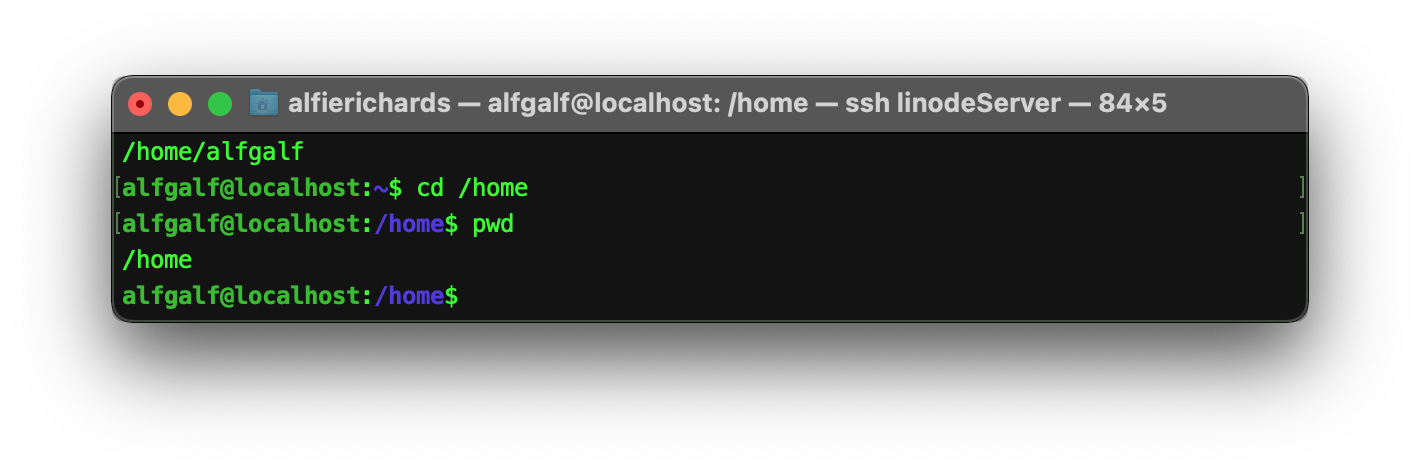 alfierichards — alfgalf@localhost: /home — ssh linodeServer — 84×5
/home/alfgalf
[alfgalf@localhost:~$ cd /home ]
[alfgalf@localhost:/home$ pwd ]
/home
alfgalf@localhost:/home$